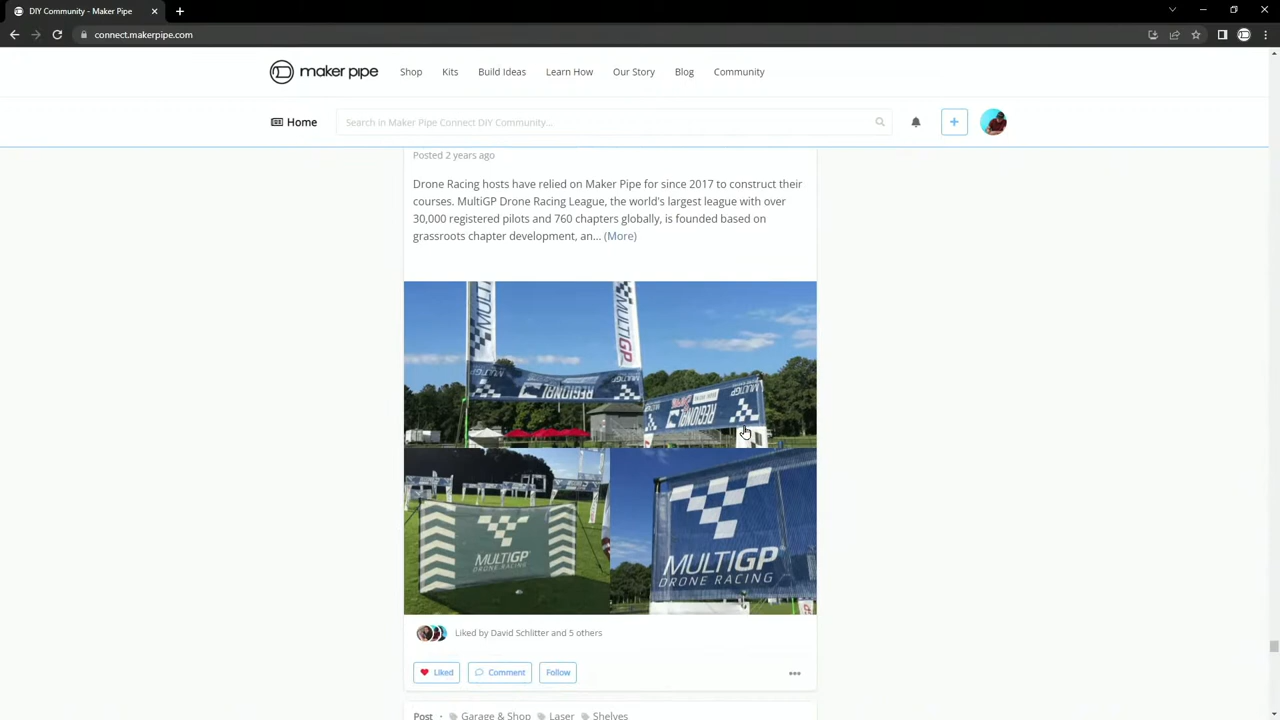 DIY Community - Maker Pipe
connect.makerpipe.com
maker pipe
Shop Kits Build Ideas Learn How Our Story Blog Community
Home
Search in Maker Pipe Connect DIY Community...
Posted 2 years ago
Drone Racing hosts have relied on Maker Pipe for since 2017 to construct their
courses. MultiGP Drone Racing League, the world's largest league with over
30,000 registered pilots and 760 chapters globally, is founded based on
grassroots chapter development, an... (More)
MULTI
MULTIGP
REGIONAL
REGIONAL
MULTIGP
DRONE RACING
MULTIGP
DRONE RACING
Liked by David Schlitter and 5 others
Liked
Comment
Follow
Post · Garage & Shop Laser Shelves